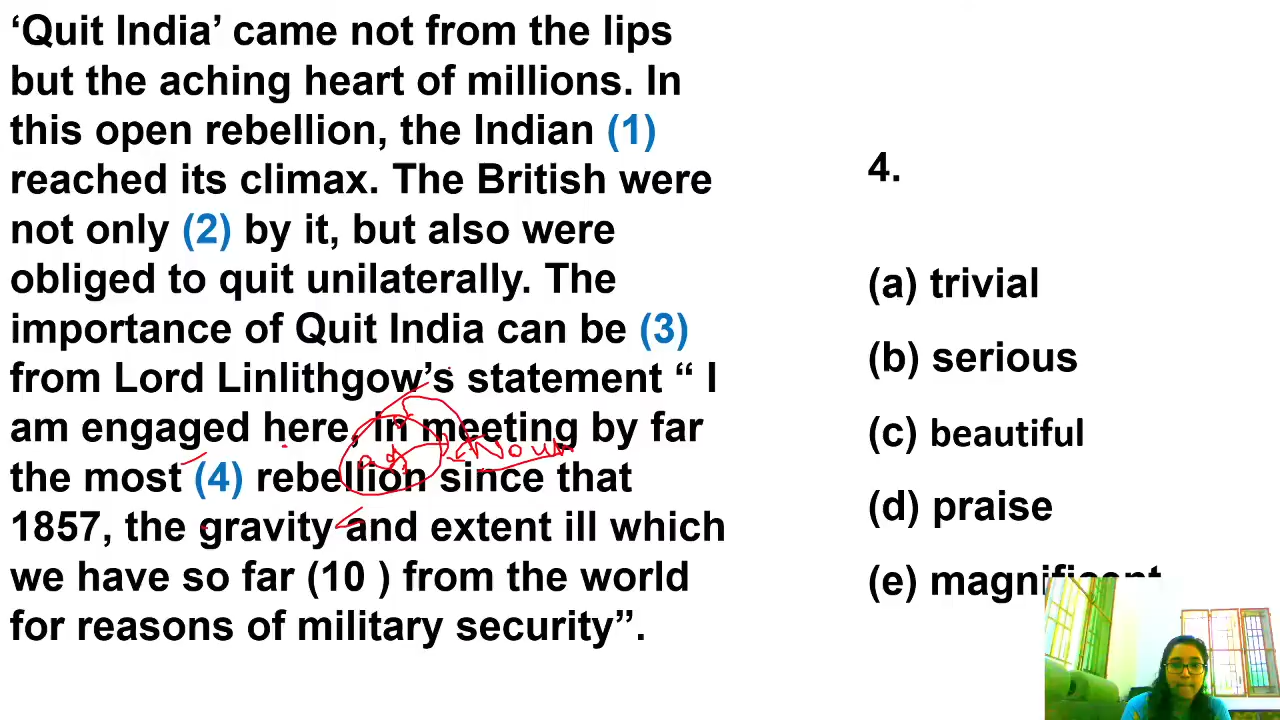 ‘Quit India’ came not from the lips
but the aching heart of millions. In
this open rebellion, the Indian (1)
reached its climax. The British were
not only (2) by it, but also were
obliged to quit unilaterally. The
importance of Quit India can be (3)
from Lord Linlithgow’s statement “ I
am engaged here, in meeting by far
the most (4) rebellion since that
1857, the gravity and extent ill which
we have so far (10 ) from the world
for reasons of military security”.
adj
Noun
4.
(a) trivial
(b) serious
(c) beautiful
(d) praise
(e) magnificent